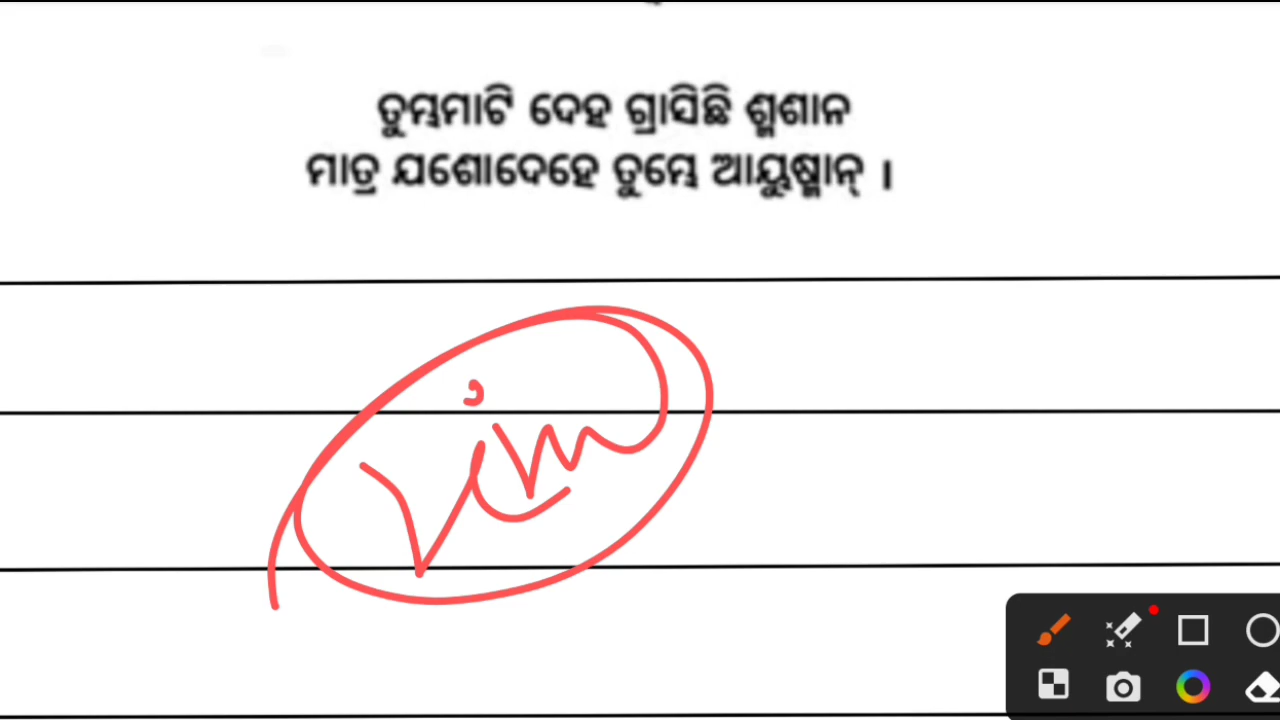 ତୁମ୍ଭମାଟି ଦେହ ଗ୍ରାସିଛି ଶ୍ମଶାନ
ମାତ୍ର ଯଶୋଦେହେ ତୁମ୍ଭେ ଆୟୁଷ୍ମାନ୍ ।